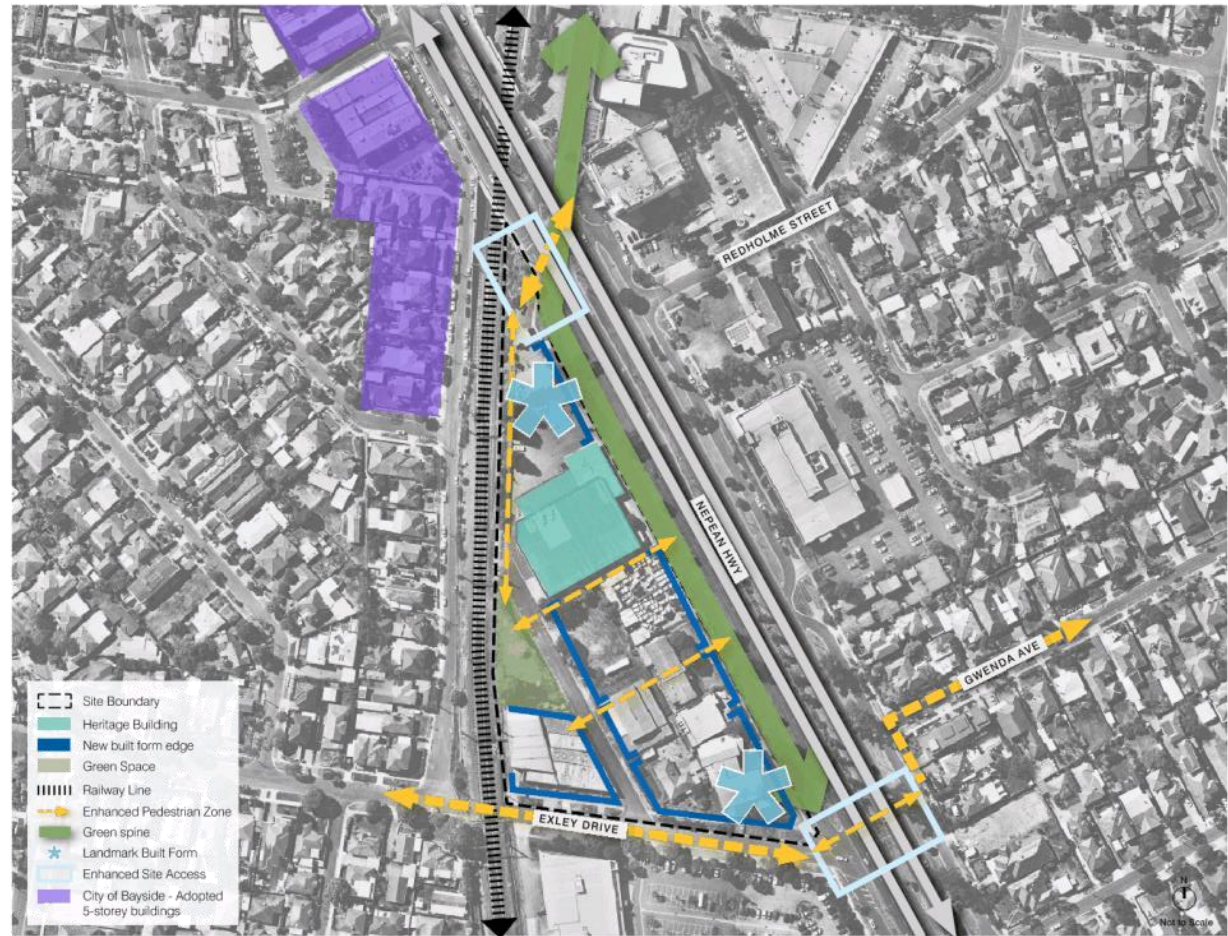 REDHOLME STREET
NEPEAN HWY
GWENDA AVE
EXLEY DRIVE
Site Boundary
Heritage Building
New built form edge
Green Space
Railway Line
Enhanced Pedestrian Zone
Green spine
Landmark Built Form
Enhanced Site Access
City of Bayside - Adopted
5-storey buildings
N
Not to Scale